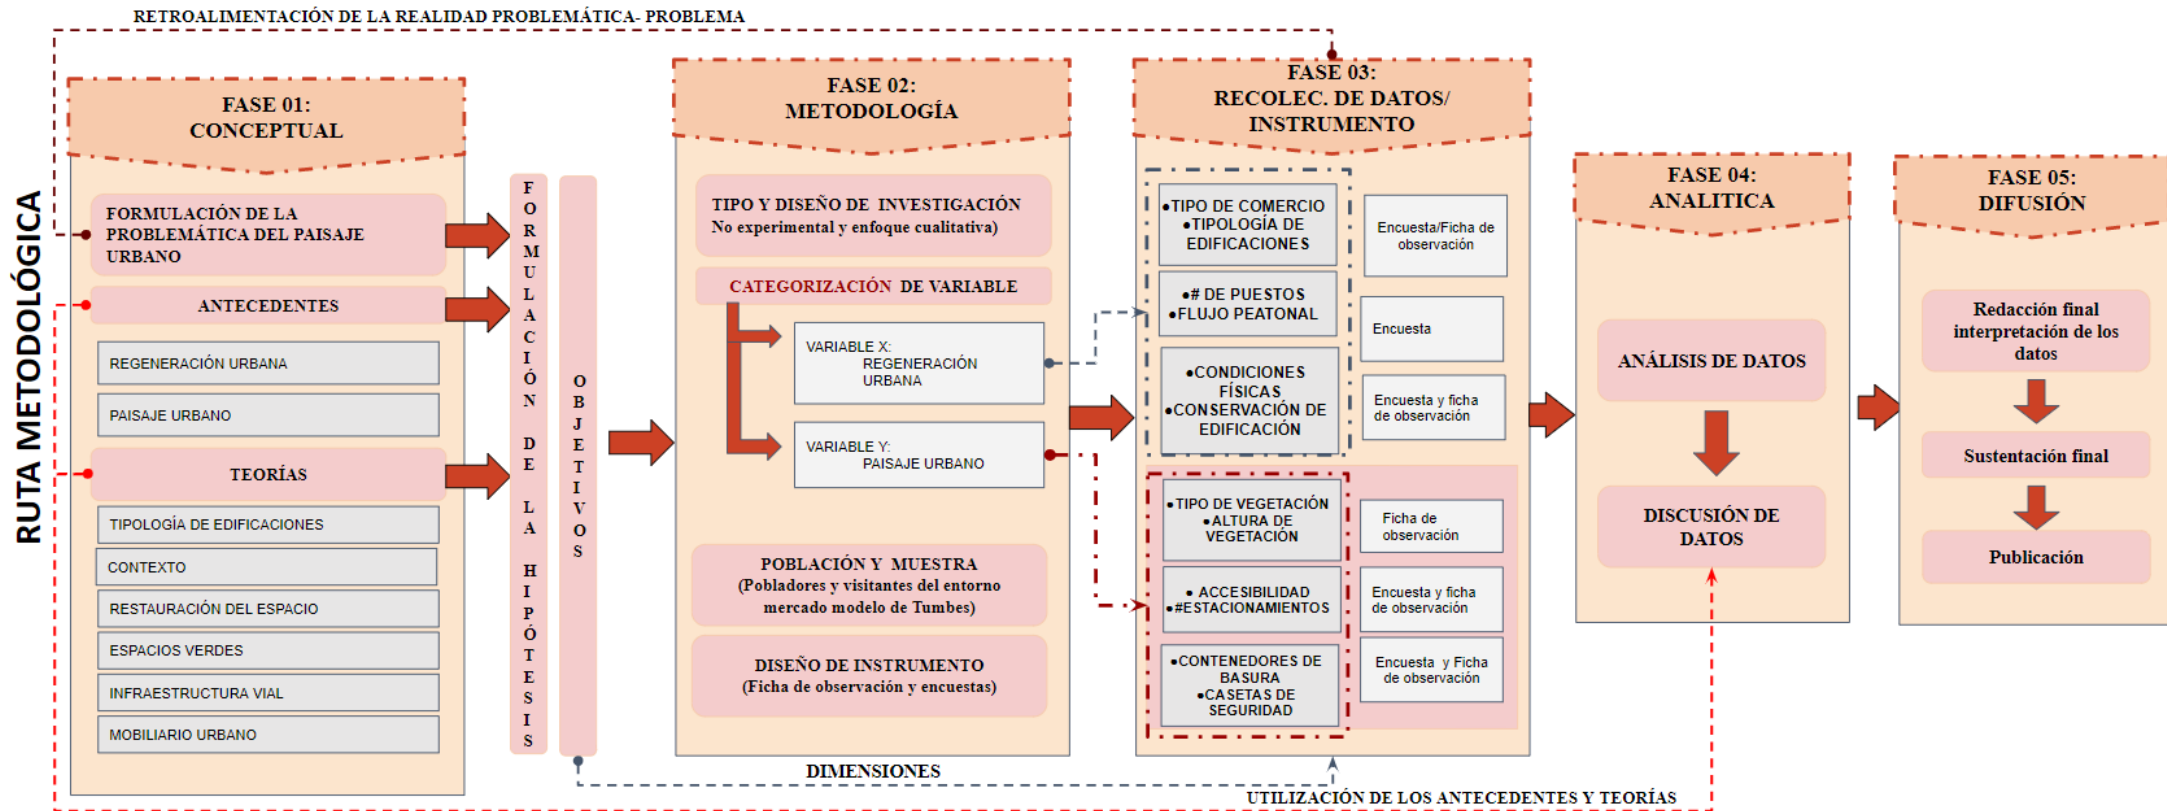 RETROALIMENTACIÓN DE LA REALIDAD PROBLEMÁTICA- PROBLEMA
RUTA METODOLÓGICA
FASE 01:
CONCEPTUAL
FORMULACIÓN DE LA
PROBLEMÁTICA DEL PAISAJE
URBANO
ANTECEDENTES
REGENERACIÓN URBANA
PAISAJE URBANO
TEORÍAS
TIPOLOGÍA DE EDIFICACIONES
CONTEXTO
RESTAURACIÓN DEL ESPACIO
ESPACIOS VERDES
INFRAESTRUCTURA VIAL
MOBILIARIO URBANO
FORMULACIÓN DE LA HIPÓTESIS
OBJETIVOS
FASE 02:
METODOLOGÍA
TIPO Y DISEÑO DE INVESTIGACIÓN
No experimental y enfoque cualitativa)
CATEGORIZACIÓN DE VARIABLE
VARIABLE X:
REGENERACIÓN
URBANA
VARIABLE Y:
PAISAJE URBANO
POBLACIÓN Y MUESTRA
(Pobladores y visitantes del entorno
mercado modelo de Tumbes)
DISEÑO DE INSTRUMENTO
(Ficha de observación y encuestas)
DIMENSIONES
FASE 03:
RECOLEC. DE DATOS/
INSTRUMENTO
●TIPO DE COMERCIO
●TIPOLOGÍA DE
EDIFICACIONES
Encuesta/Ficha de
observación
●# DE PUESTOS
●FLUJO PEATONAL
Encuesta
●CONDICIONES
FÍSICAS
●CONSERVACIÓN DE
EDIFICACIÓN
Encuesta y ficha
de observación
●TIPO DE VEGETACIÓN
●ALTURA DE
VEGETACIÓN
Ficha de
observación
● ACCESIBILIDAD
●#ESTACIONAMIENTOS
Encuesta y ficha
de observación
●CONTENEDORES DE
BASURA
●CASETAS DE
SEGURIDAD
Encuesta y Ficha
de observación
FASE 04:
ANALITICA
ANÁLISIS DE DATOS
DISCUSIÓN DE
DATOS
FASE 05:
DIFUSIÓN
Redacción final
interpretación de los
datos
Sustentación final
Publicación
UTILIZACIÓN DE LOS ANTECEDENTES Y TEORÍAS